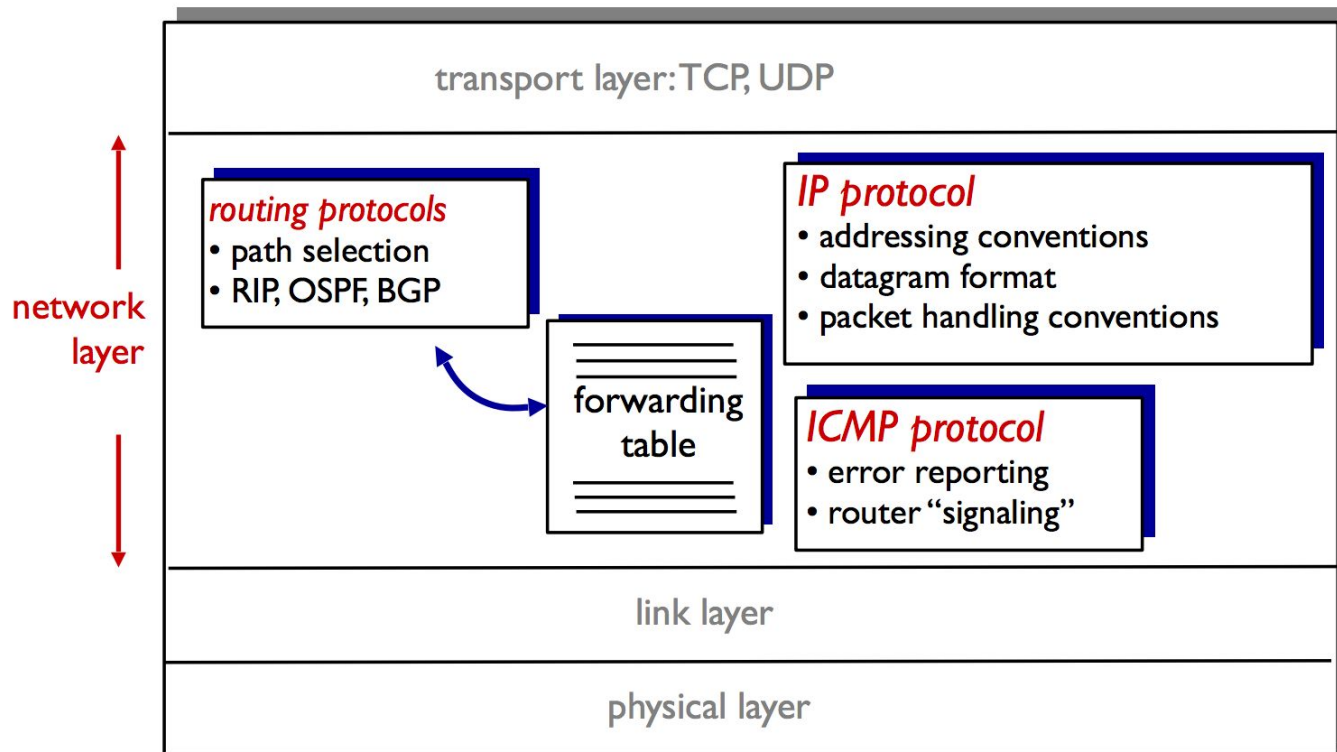 transport layer: TCP, UDP
network
layer
routing protocols
• path selection
• RIP, OSPF, BGP
forwarding
table
IP protocol
• addressing conventions
• datagram format
• packet handling conventions
ICMP protocol
• error reporting
• router “signaling”
link layer
physical layer